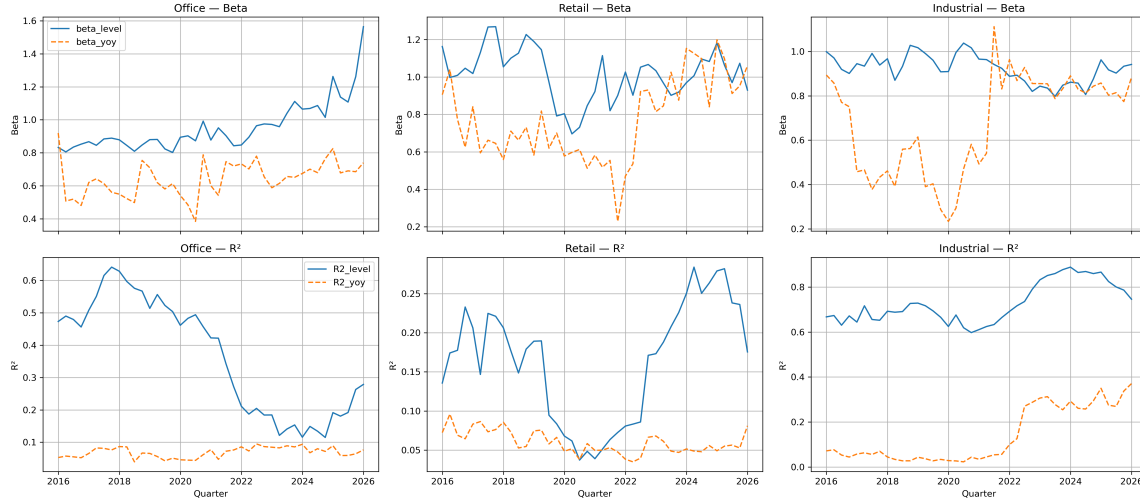 Office — Beta
Retail — Beta
Industrial — Beta
beta_level
beta_yoy
Beta
1.6
1.4
1.2
1.0
0.8
0.6
0.4
Beta
1.2
1.0
0.8
0.6
0.4
0.2
Beta
1.0
0.8
0.6
0.4
0.2
Office — R²
Retail — R²
Industrial — R²
R2_level
R2_yoy
R²
0.6
0.5
0.4
0.3
0.2
0.1
2016
2018
2020
2022
2024
2026
Quarter
R²
0.25
0.20
0.15
0.10
0.05
2016
2018
2020
2022
2024
2026
Quarter
R²
0.8
0.6
0.4
0.2
0.0
2016
2018
2020
2022
2024
2026
Quarter